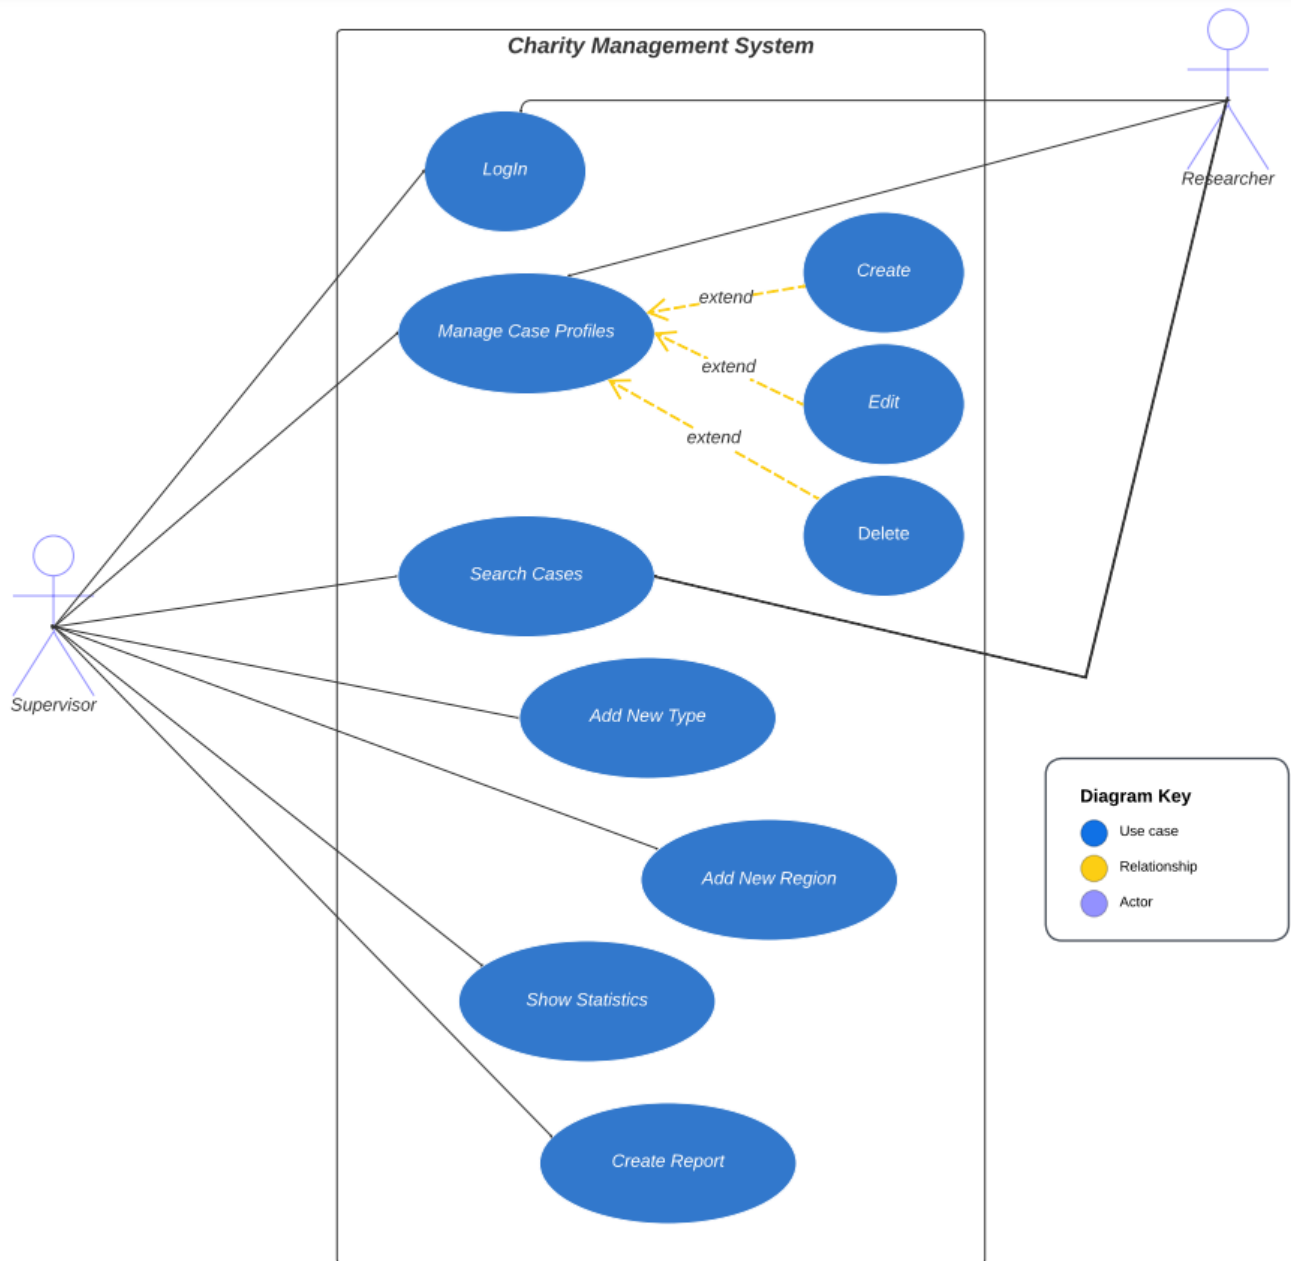 Charity Management System
LogIn
Researcher
Create
extend
Manage Case Profiles
extend
Edit
extend
Delete
Search Cases
Supervisor
Add New Type
Diagram Key
Use case
Relationship
Actor
Add New Region
Show Statistics
Create Report